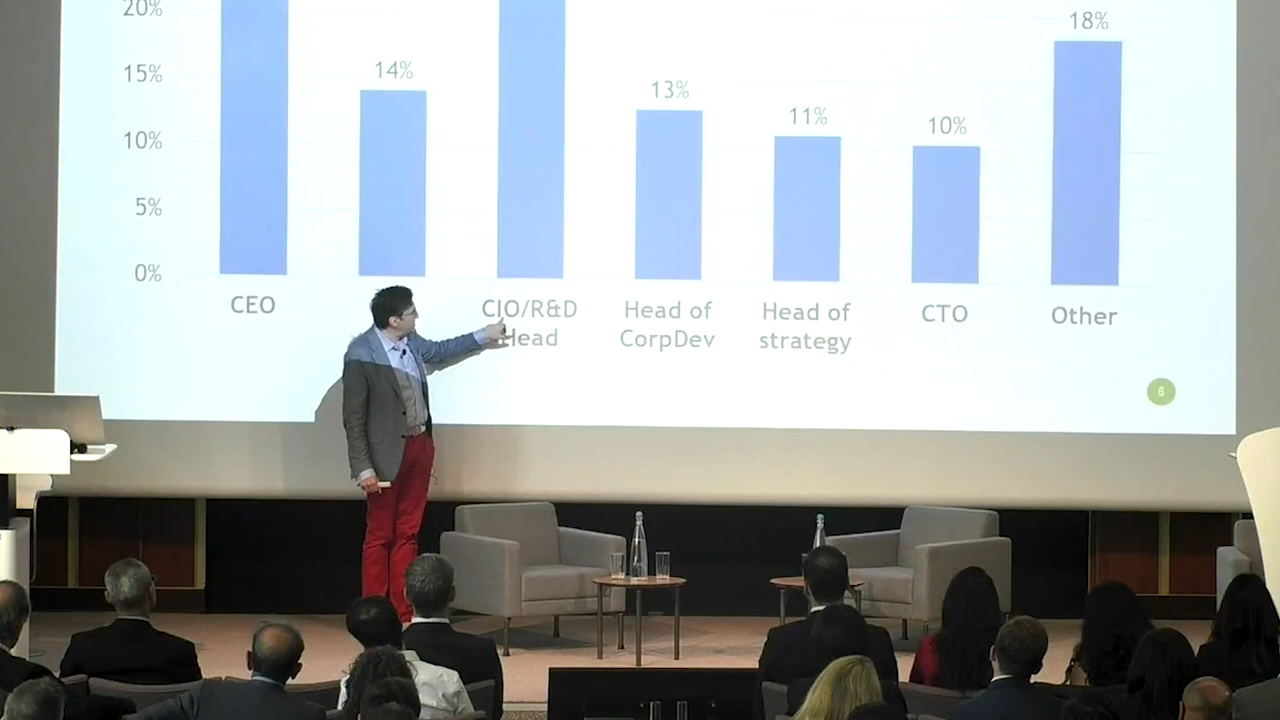 20%
18%
15%
14%
13%
11%
10%
10%
5%
0%
CEO
CIO/R&D
Head
Head of
CorpDev
Head of
strategy
CTO
Other
6